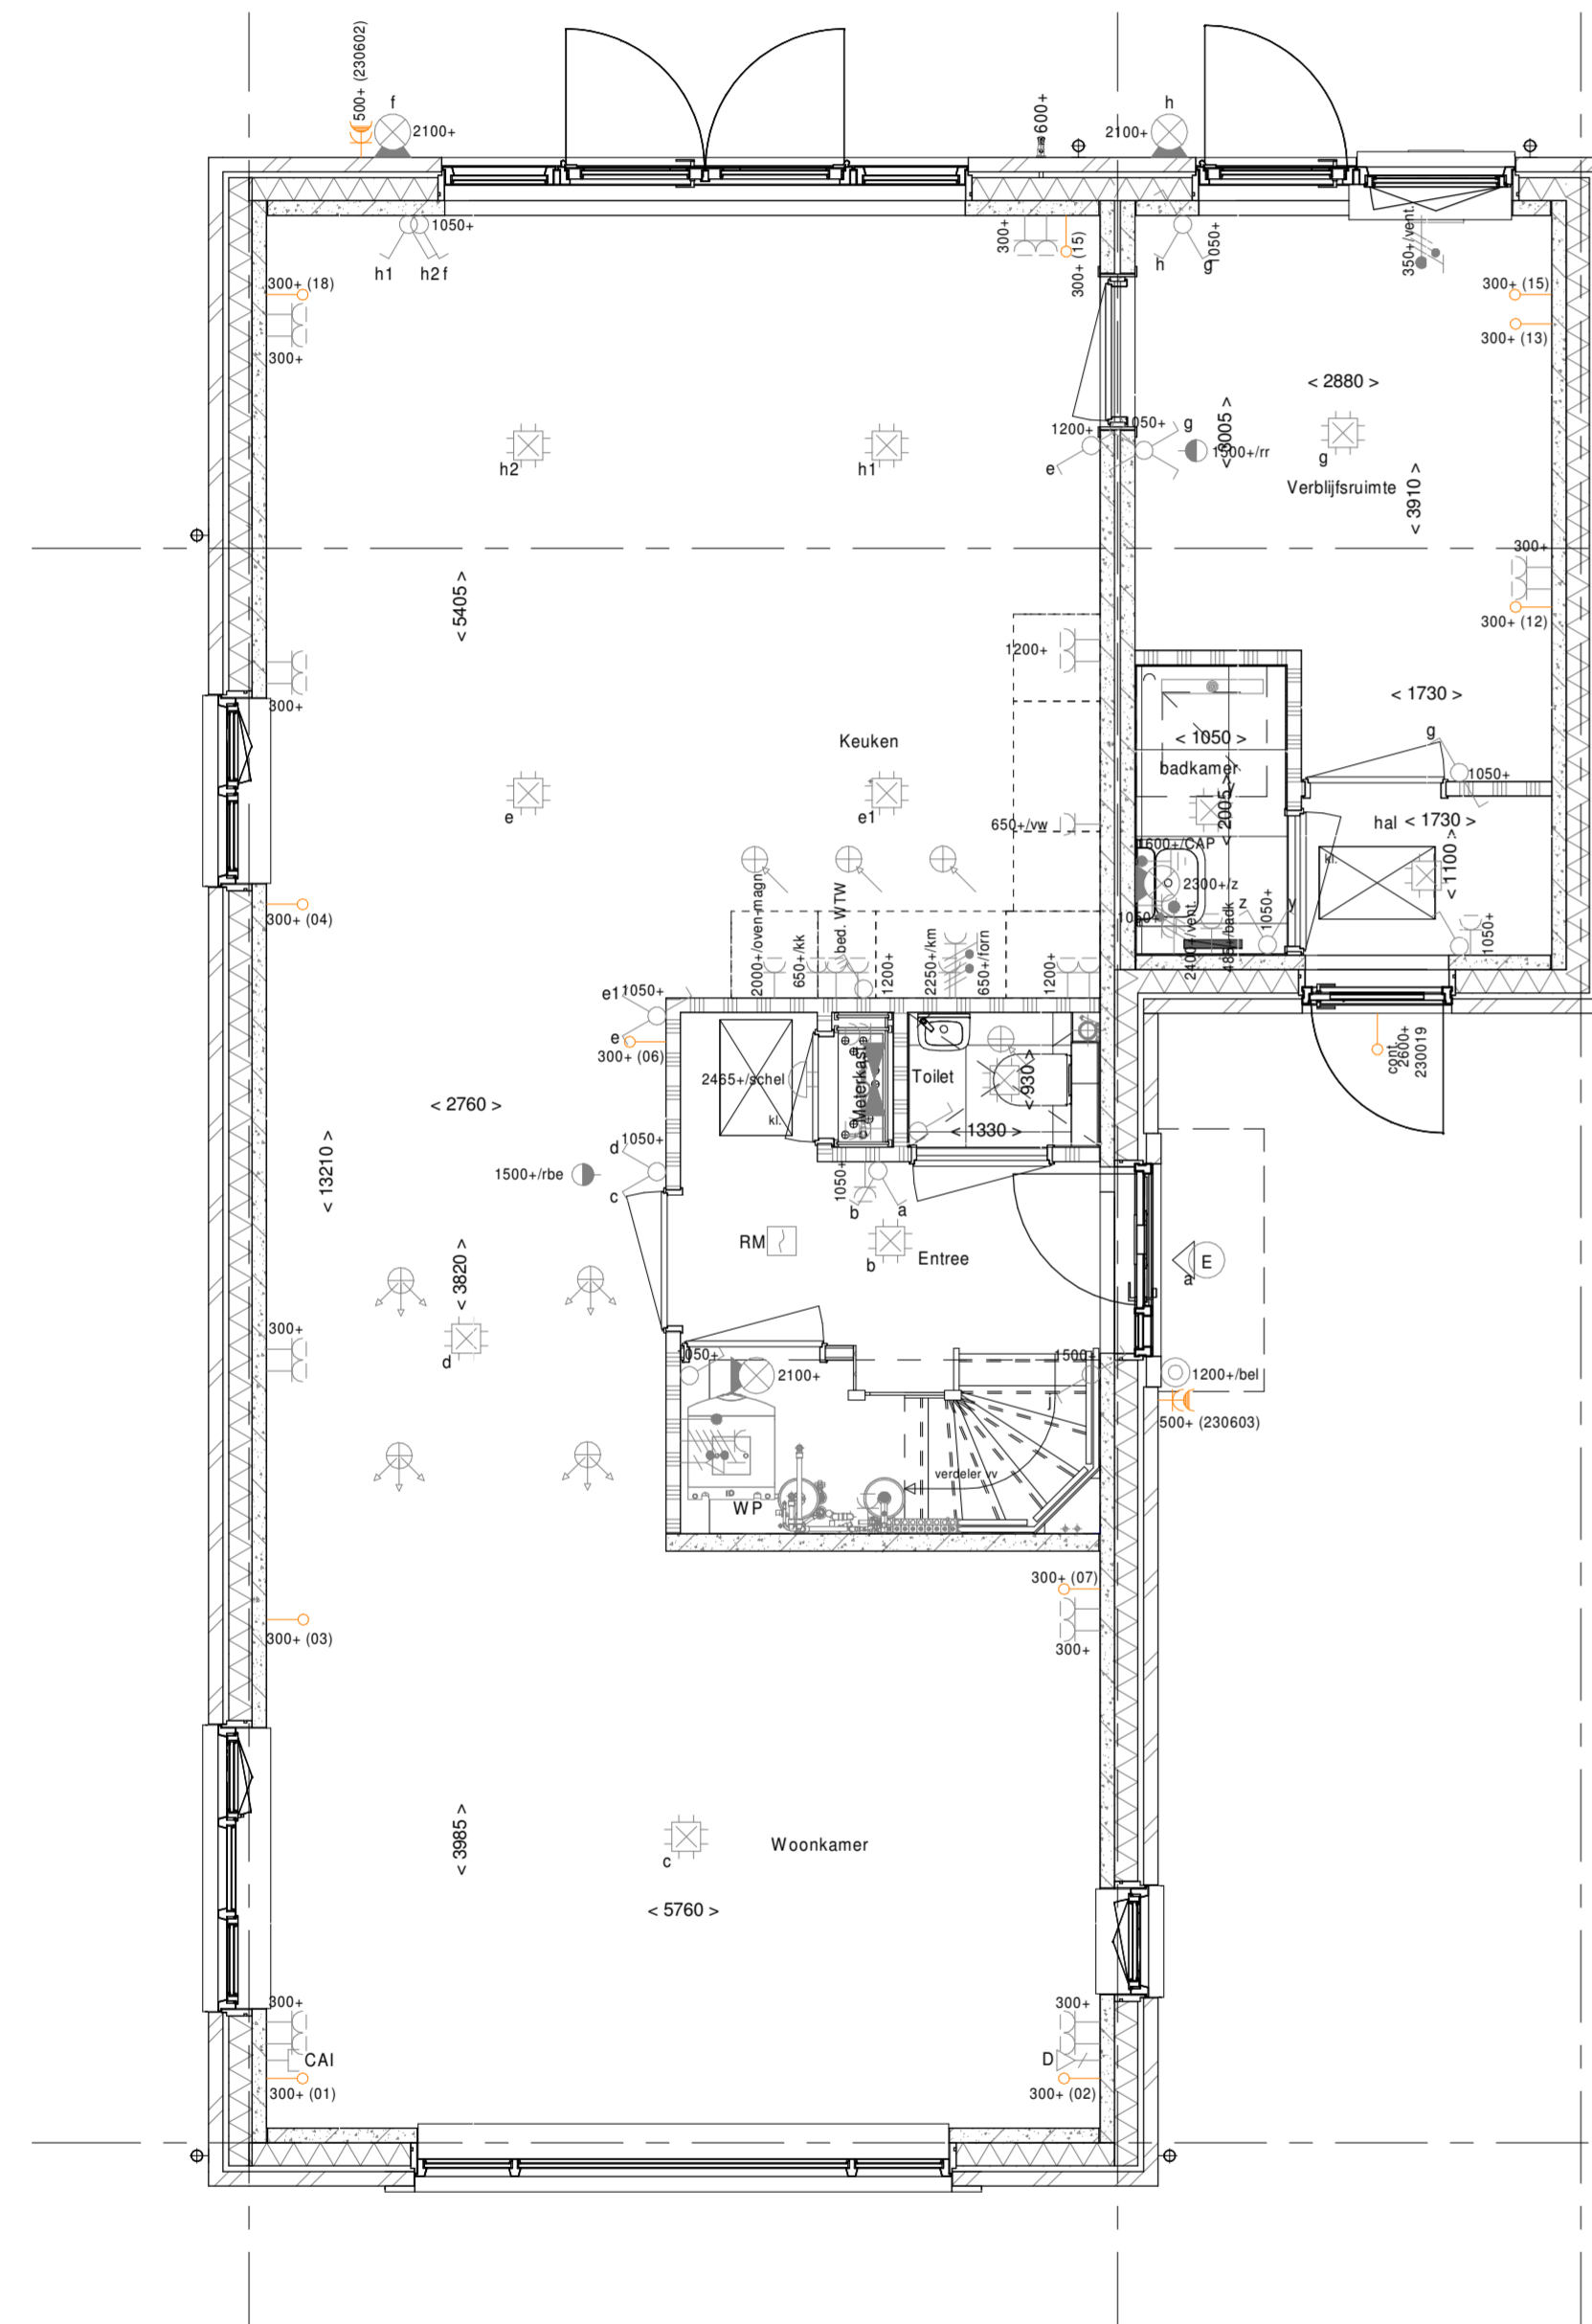 500+ (230602)
f
2100+
600+
h
2100+
1050+
h1
h2 f
300+
300+ (15)
h
g
1050+
350+/vent.
300+ (18)
300+
300+ (15)
300+ (13)
< 2880 >
h2
h1
1200+
e
1050+
g
1500+/rr
g
Verblijfsruimte
< 3910 >
< 5405 >
300+
300+ (12)
300+
1200+
< 1730 >
g
1050+
Keuken
< 1050 >
badkamer
< 2005 >
e
e1
650+/vw
hal
< 1730 >
< 1100 >
kl.
1600+/CAP
2300+/z
z
1050+
y
1050+
300+ (04)
2000+/oven-magn
650+/kk
bed. WTW
1200+
2250+/km
650+/forn
1200+
2400+/vent.
e1
1050+
e
300+ (06)
cont.
2600+
230019
2465+/schel
kl.
Meterkast
Toilet
< 930 >
< 1330 >
< 2760 >
< 13210 >
d
1050+
1500+/rbe
c
1050+
b
a
RM
b
Entree
E
a
< 3820 >
300+
d
2100+
1500+
j
1200+/bel
500+ (230603)
verdeler vv
WP
300+ (07)
300+
300+ (03)
< 3985 >
c
Woonkamer
< 5760 >
300+
CAI
300+ (01)
300+
D
300+ (02)